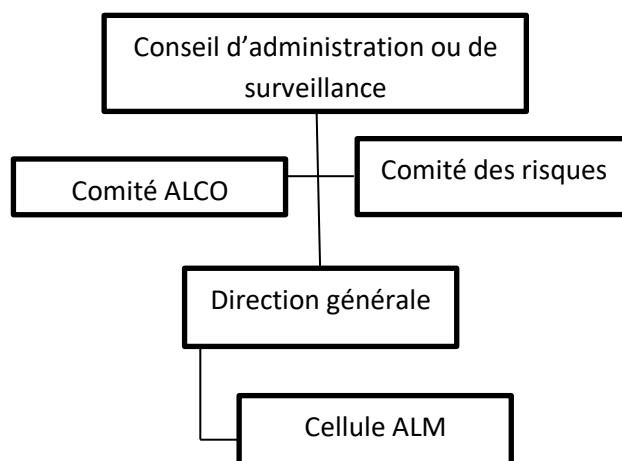 Conseil d'administration ou de
surveillance
Comité ALCO
Comité des risques
Direction générale
Cellule ALM